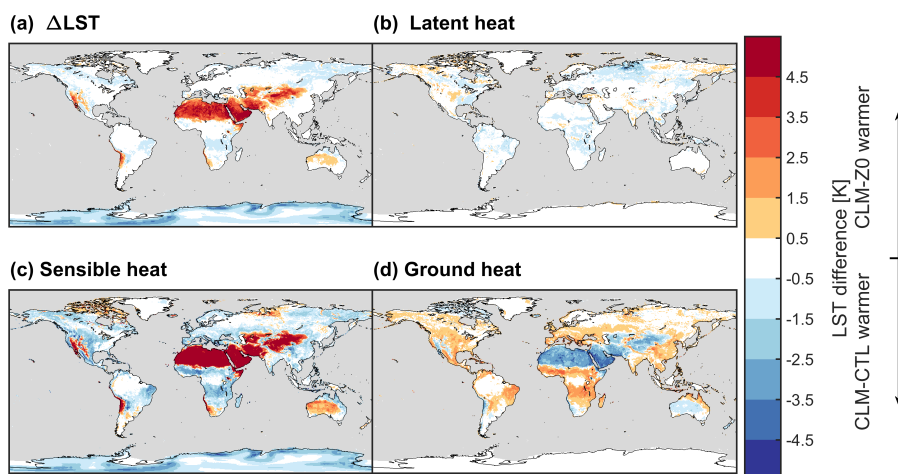 (a) ΔLST
(b) Latent heat
(c) Sensible heat
(d) Ground heat
4.5
3.5
2.5
1.5
0.5
-0.5
-1.5
-2.5
-3.5
-4.5
LST difference [K]
CLM-CTL warmer CLM-Z0 warmer